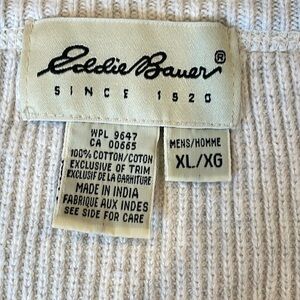 Eddie Bauer®
SINCE 1920
WPL 9647
CA 00665
100% COTTON/COTON
EXCLUSIVE OF TRIM
EXCLUSIF DE LA GARNITURE
MADE IN INDIA
FABRIQUE AUX INDES
SEE SIDE FOR CARE
MENS/HOMME
XL/XG